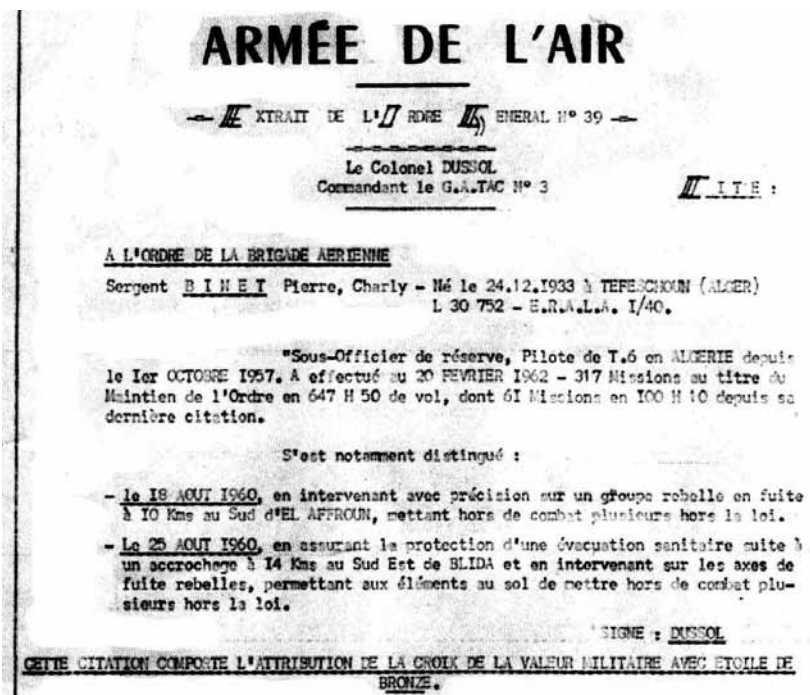 ARMÉE DE L'AIR
EXTRAIT DE L'ORDRE GENERAL N° 39
Le Colonel DUSSOL
Commandant le G.A.TAC N° 3
CITE :
A L'ORDRE DE LA BRIGADE AERIENNE
Sergent BINET Pierre, Charly - Né le 24.12.I933 à TEFESCHOUN (ALGER)
L 30 752 - E.R.A.L.A. I/40.
"Sous-Officier de réserve, Pilote de T.6 en ALGERIE depuis
le Ier OCTOBRE I957. A effectué au 20 FEVRIER I962 - 317 Missions au titre du
Maintien de l'Ordre en 647 H 50 de vol, dont 6I Missions en I00 H 10 depuis sa
dernière citation.
S'est notamment distingué :
- le I8 AOUT I960, en intervenant avec précision sur un groupe rebelle en fuite
à I0 Kms au Sud d'EL AFFROUN, mettant hors de combat plusieurs hors la loi.
- Le 25 AOUT I960, en assurant la protection d'une évacuation sanitaire suite à
un accrochage à I4 Kms au Sud Est de BLIDA et en intervenant sur les axes de
fuite rebelles, permettant aux éléments au sol de mettre hors de combat plu-
sieurs hors la loi.
SIGNE : DUSSOL
CETTE CITATION COMPORTE L'ATTRIBUTION DE LA CROIX DE LA VALEUR MILITAIRE AVEC ETOILE DE
BRONZE.